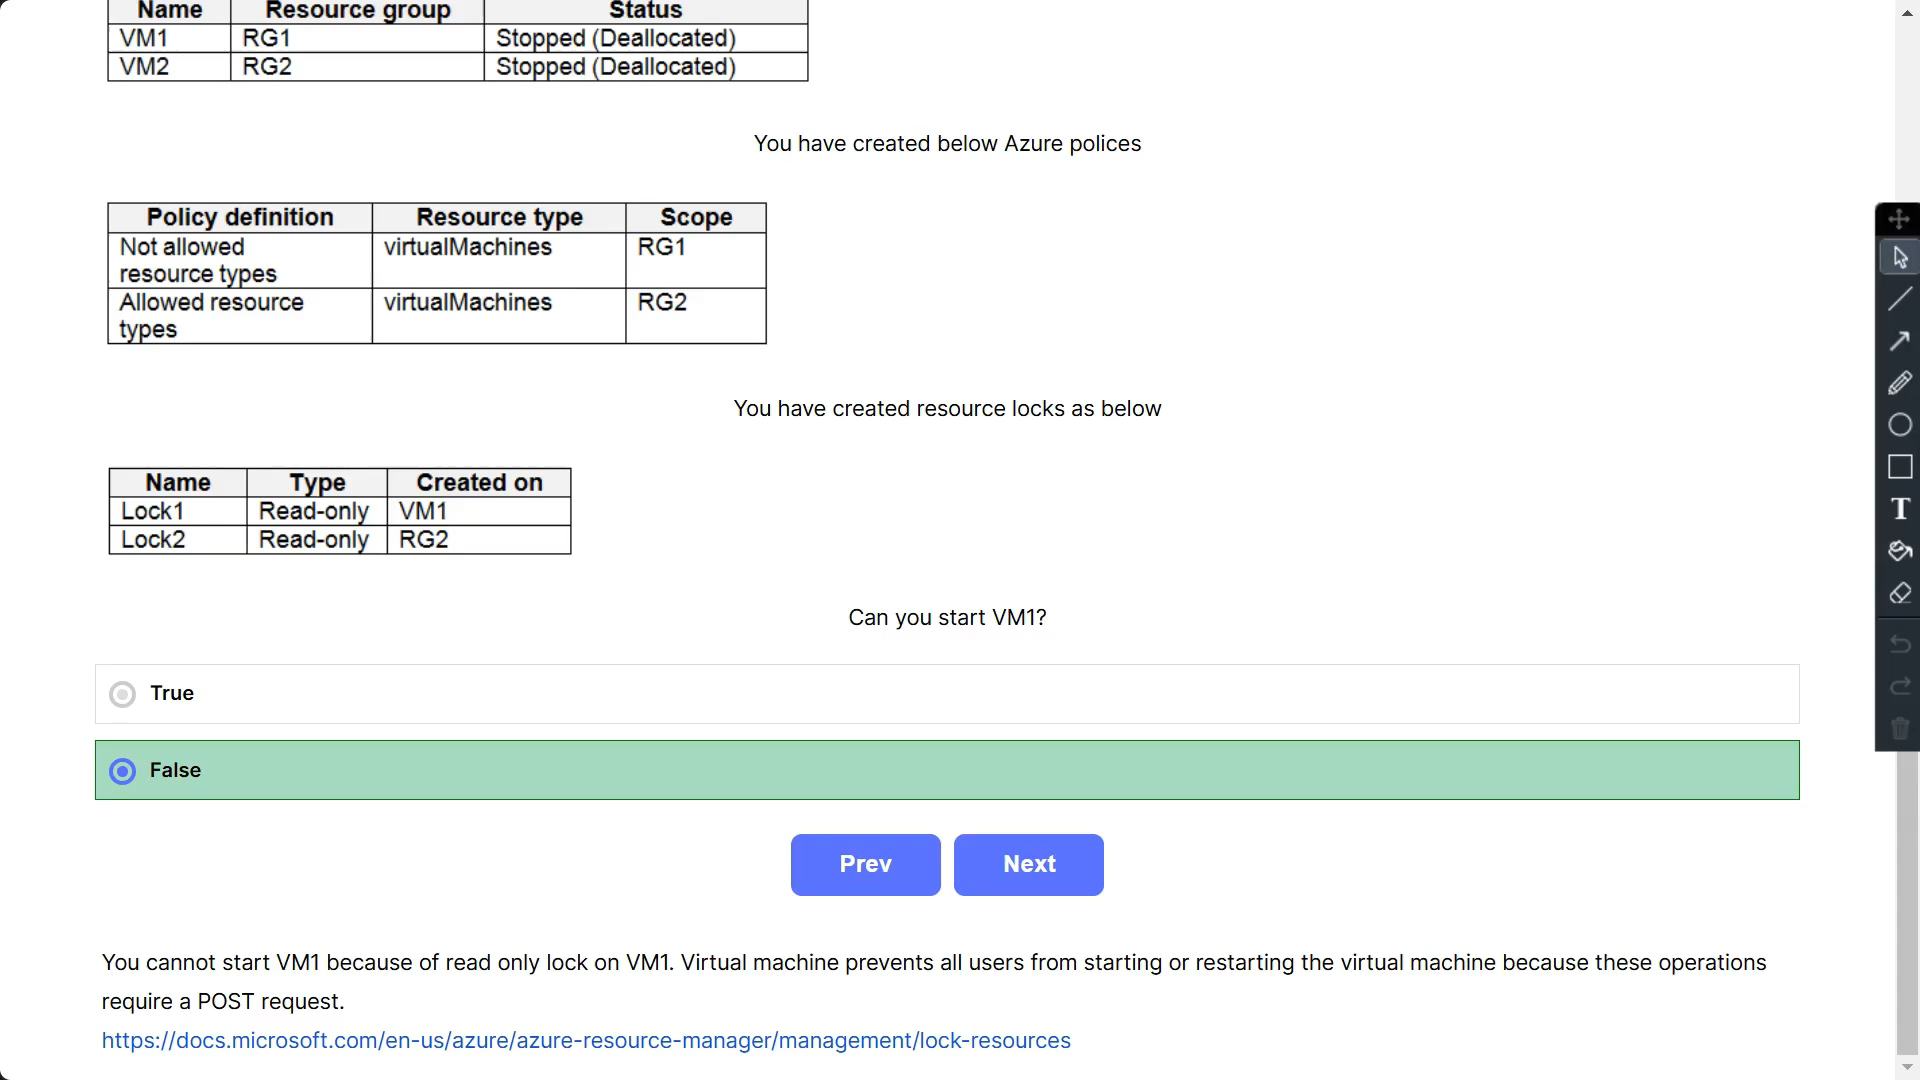 Name Resource group Status
VM1 RG1 Stopped (Deallocated)
VM2 RG2 Stopped (Deallocated)
You have created below Azure polices
Policy definition Resource type Scope
Not allowed resource types virtualMachines RG1
Allowed resource types virtualMachines RG2
You have created resource locks as below
Name Type Created on
Lock1 Read-only VM1
Lock2 Read-only RG2
Can you start VM1?
True
False
Prev Next
You cannot start VM1 because of read only lock on VM1. Virtual machine prevents all users from starting or restarting the virtual machine because these operations
require a POST request.
https://docs.microsoft.com/en-us/azure/azure-resource-manager/management/lock-resources
T